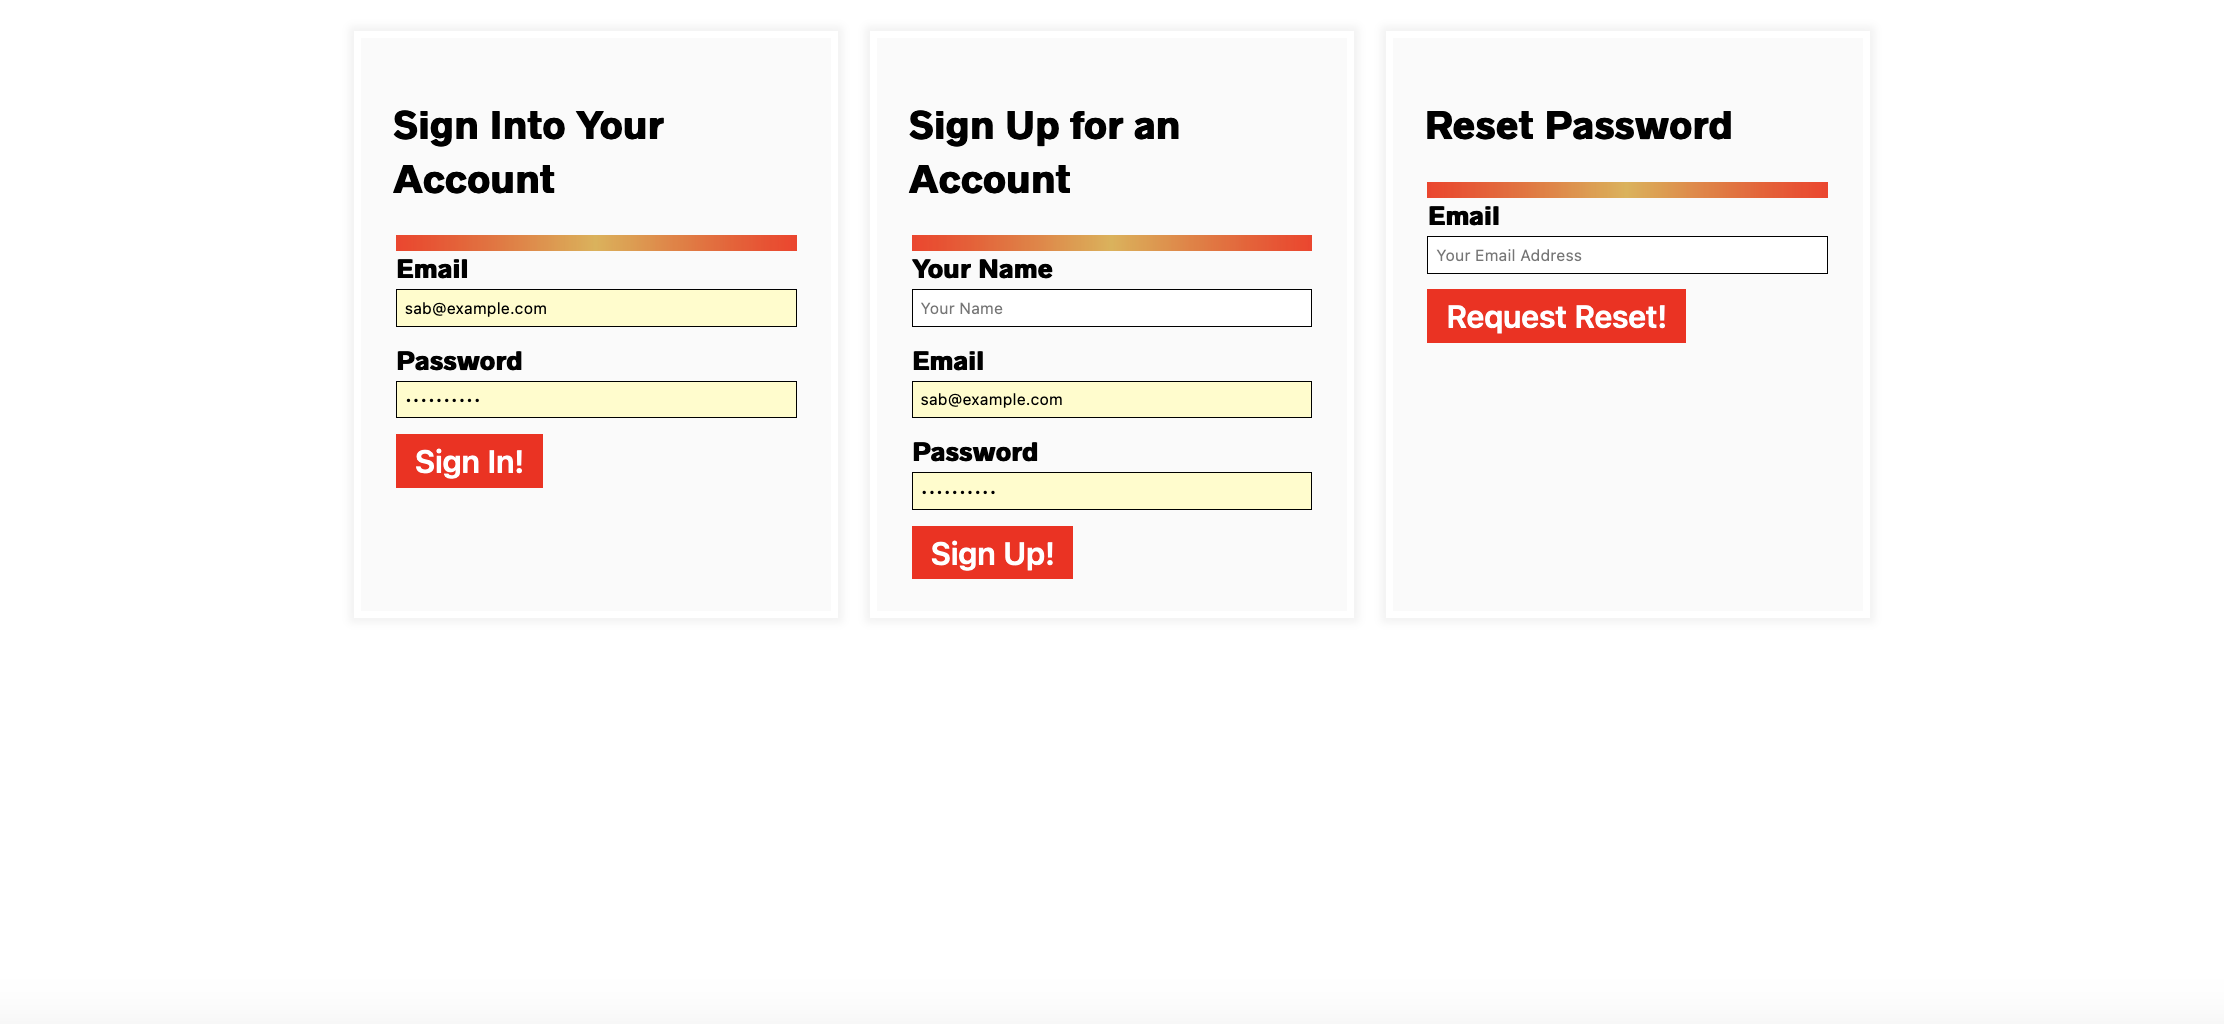 Sign Into Your
Account
Email
sab@example.com
Password
••••••••••
Sign In!
Sign Up for an
Account
Your Name
Your Name
Email
sab@example.com
Password
••••••••••
Sign Up!
Reset Password
Email
Your Email Address
Request Reset!